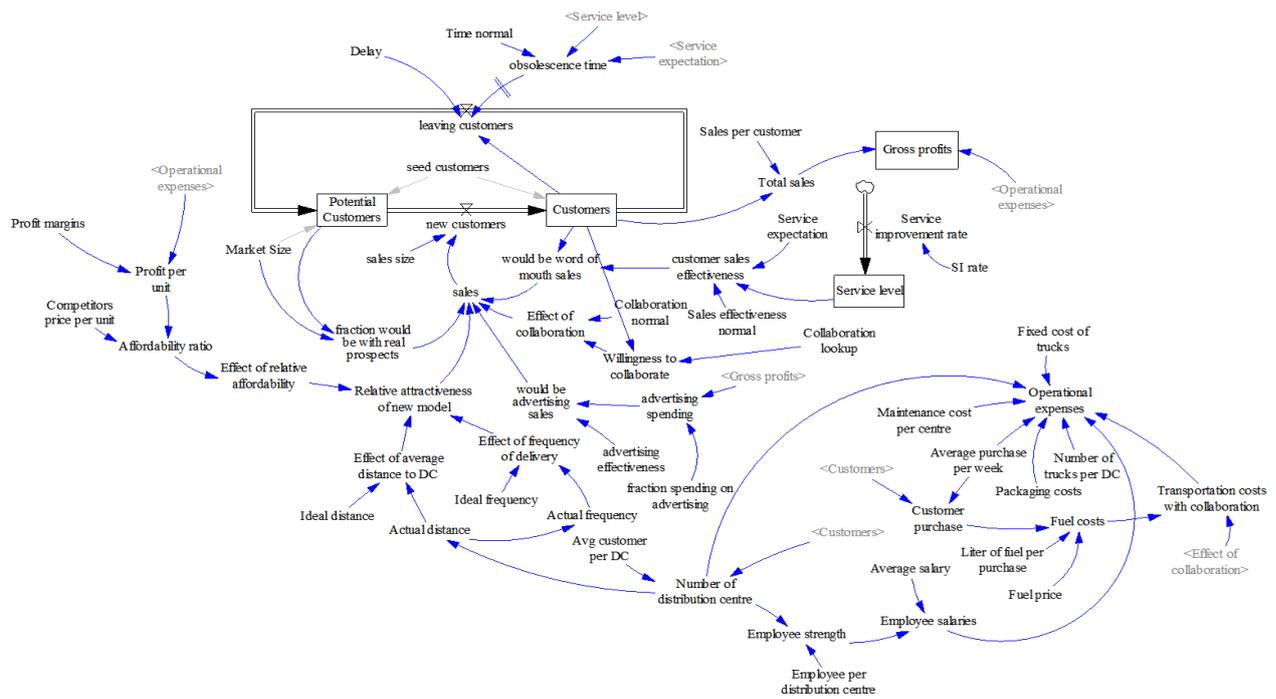 <Service level>
Time normal
Delay
<Service
expectation>
obsolescence time
leaving customers
Sales per customer
Gross profits
seed customers
<Operational
expenses>
Total sales
<Operational
expenses>
Potential
Customers
Customers
Profit margins
new customers
Service
expectation
Service
improvement rate
Market Size
sales size
would be word of
mouth sales
customer sales
effectiveness
SI rate
Profit per
unit
sales
Service level
Competitors
price per unit
Effect of
collaboration
Collaboration
normal
Sales effectiveness
normal
fraction would
be with real
prospects
Affordability ratio
Collaboration
lookup
Fixed cost of
trucks
Willingness to
collaborate
Effect of relative
affordability
<Gross profits>
Relative attractiveness
of new model
would be
advertising
sales
advertising
spending
Operational
expenses
Maintenance cost
per centre
Effect of frequency
of delivery
advertising
effectiveness
Average purchase
per week
Number of
trucks per DC
Effect of average
distance to DC
<Customers>
fraction spending on
advertising
Packaging costs
Transportation costs
with collaboration
Ideal frequency
Ideal distance
Actual frequency
Customer
purchase
Fuel costs
Actual distance
Avg customer
per DC
<Customers>
Liter of fuel per
purchase
<Effect of
collaboration>
Average salary
Number of
distribution centre
Fuel price
Employee strength
Employee salaries
Employee per
distribution centre